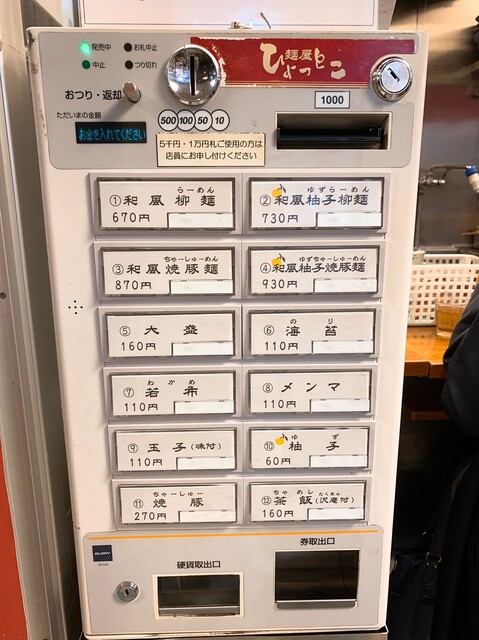 発売中
お札中止
中止
つり切れ
麺屋
ひょっとこ
おつり・返却
ただいまの金額
お金を入れてください
500 100 50 10
1000
5千円・1万円札ご使用の方は
店員にお申し付けください
らーめん
①和風柳麺
670円
ゆずらーめん
②和風柚子柳麺
730円
ちゃーしゅーめん
③和風焼豚麺
870円
ゆずちゃーしゅーめん
④和風柚子焼豚麺
930円
⑤大盛
160円
のり
⑥海苔
110円
わかめ
⑦若布
110円
⑧メンマ
110円
⑨玉子(味付)
110円
ゆず
⑩柚子
60円
ちゃーしゅー
⑪焼豚
270円
ちゃめし たくあん
⑫茶飯(沢庵付)
160円
GLORY
硬貨取出口
券取出口